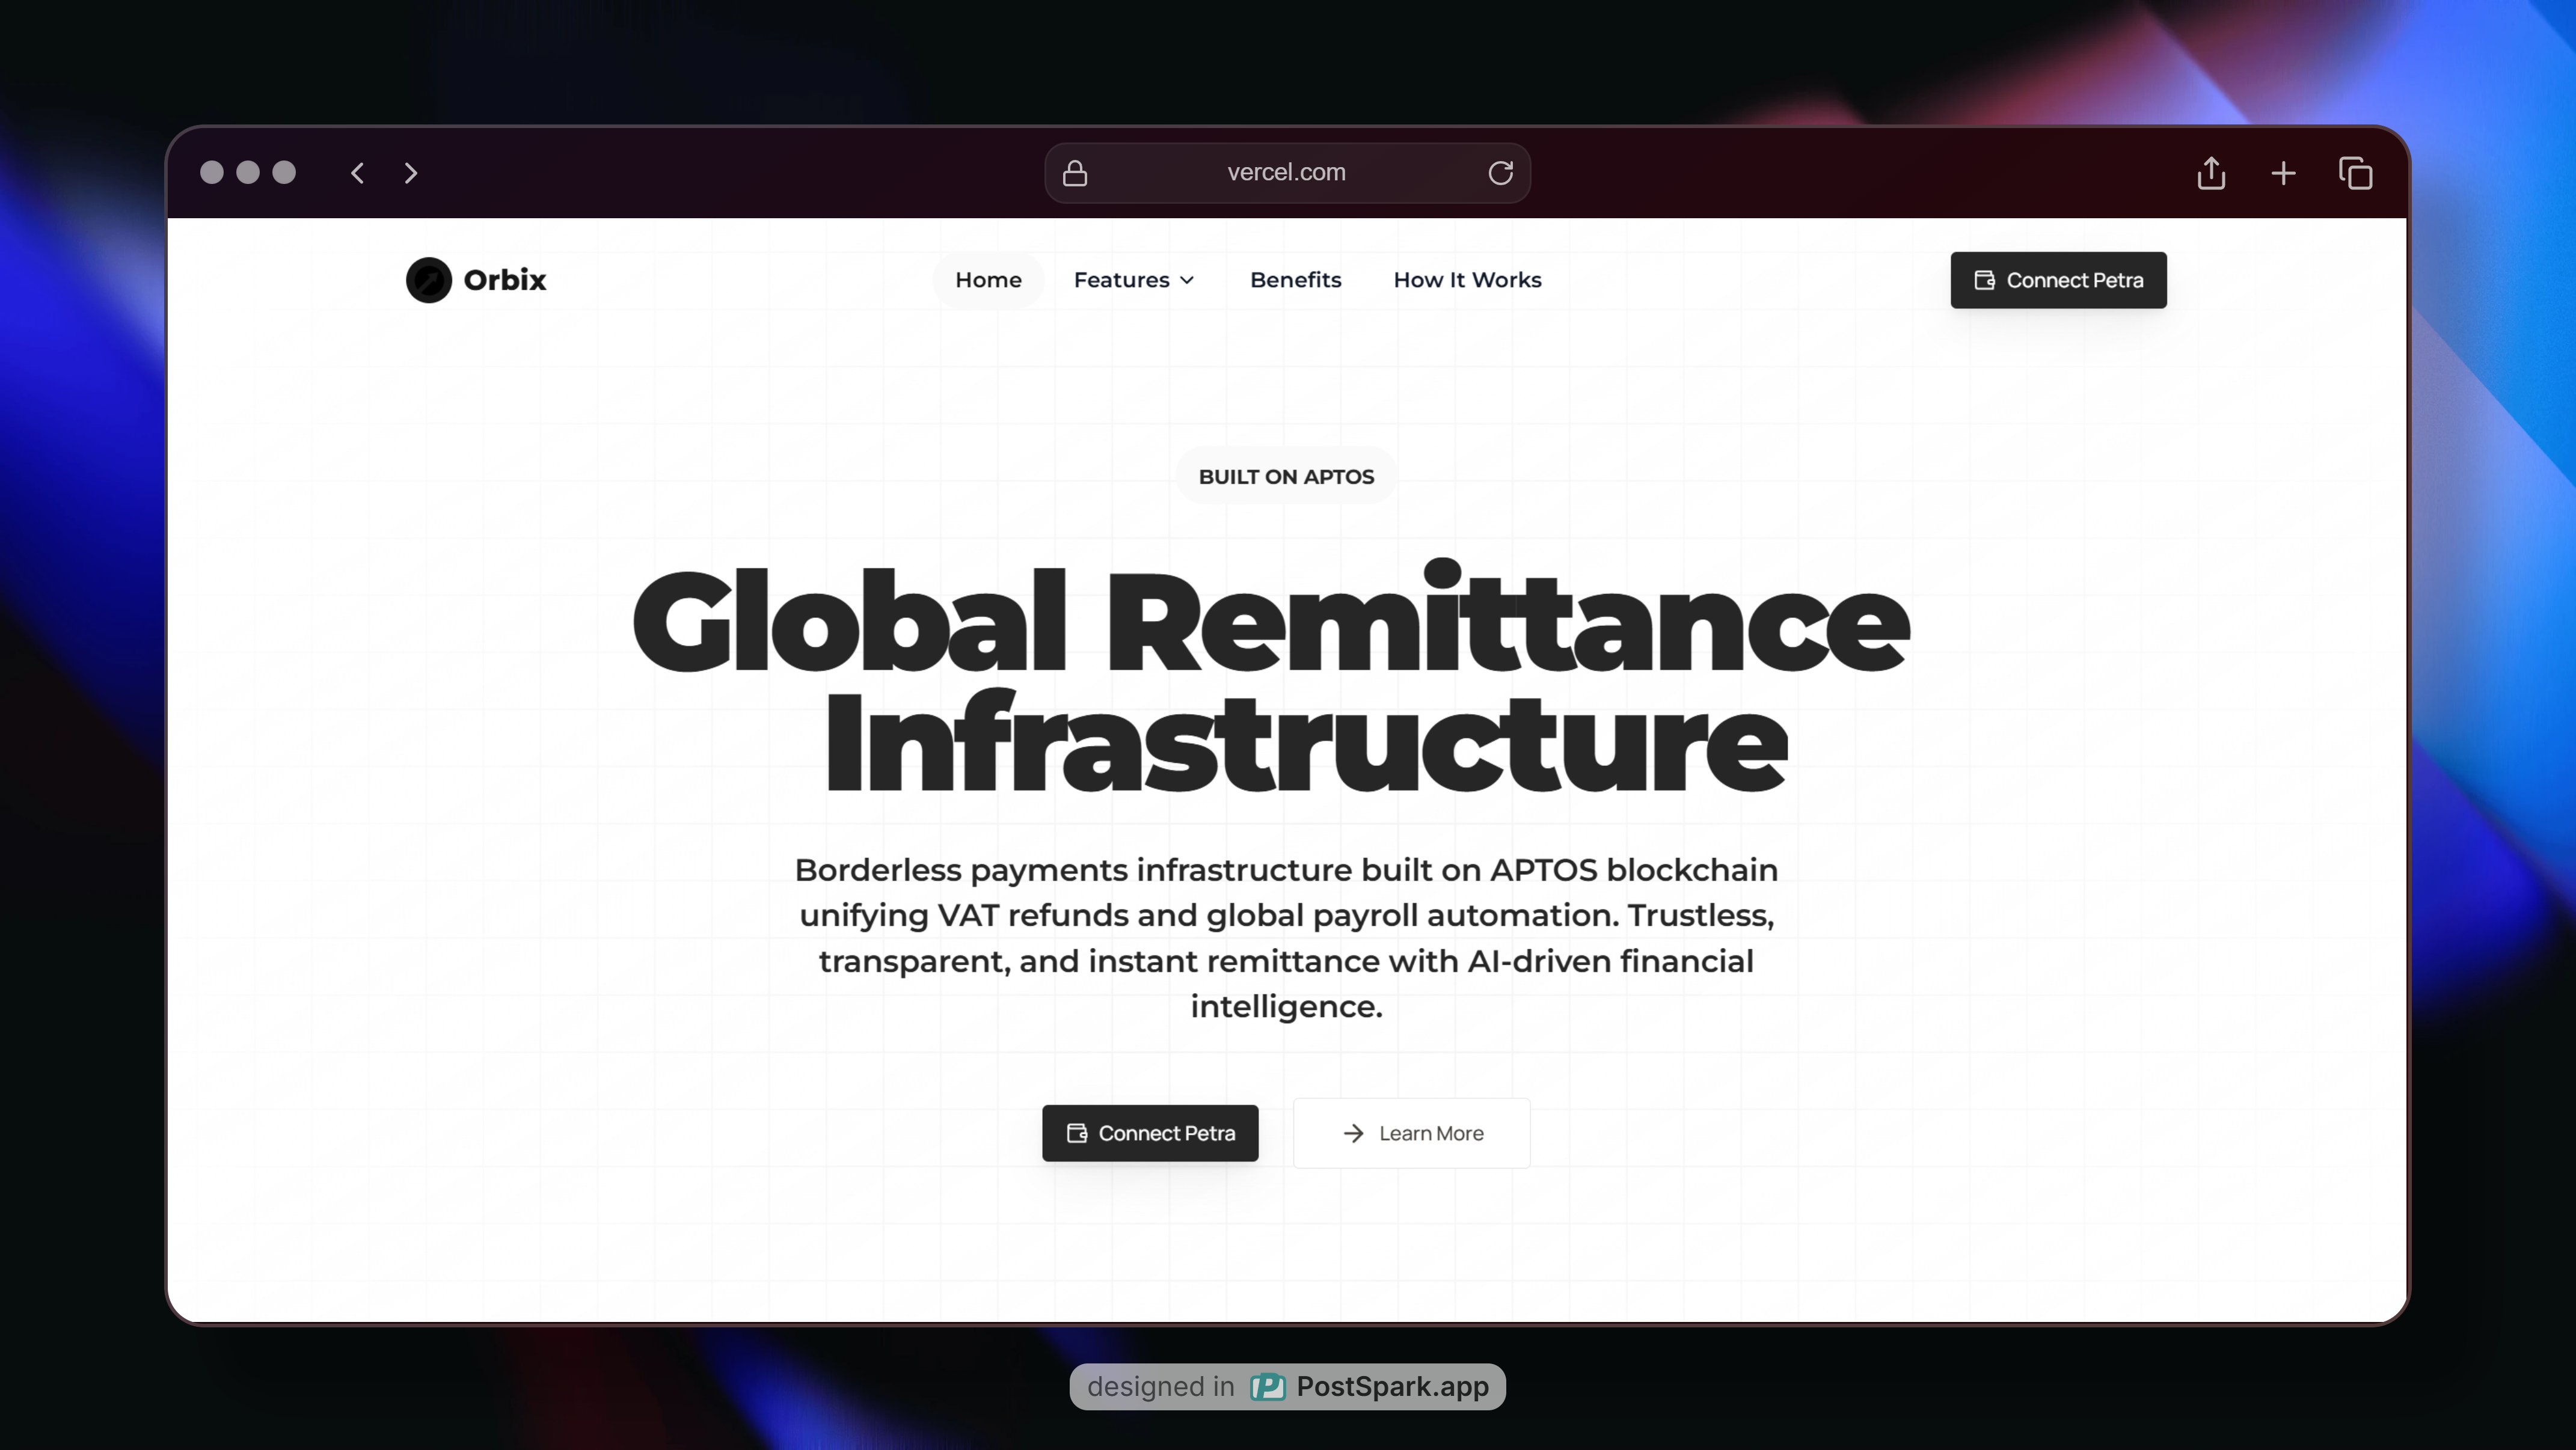 vercel.com
Orbix
Home
Features
Benefits
How It Works
Connect Petra
BUILT ON APTOS
Global Remittance
Infrastructure
Borderless payments infrastructure built on APTOS blockchain
unifying VAT refunds and global payroll automation. Trustless,
transparent, and instant remittance with AI-driven financial
intelligence.
Connect Petra
Learn More
designed in PostSpark.app